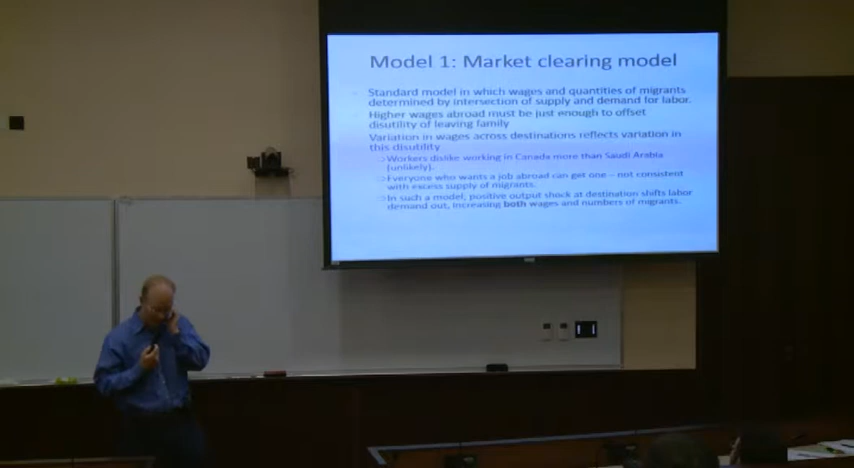 Model 1: Market clearing model
Standard model in which wages and quantities of migrants
determined by intersection of supply and demand for labor.
Higher wages abroad must be just enough to offset
disutility of leaving family
Variation in wages across destinations reflects variation in
this disutility
Workers dislike working in Canada more than Saudi Arabia
(unlikely).
Everyone who wants a job abroad can get one – not consistent
with excess supply of migrants.
In such a model, positive output shock at destination shifts labor
demand out, increasing both wages and numbers of migrants.